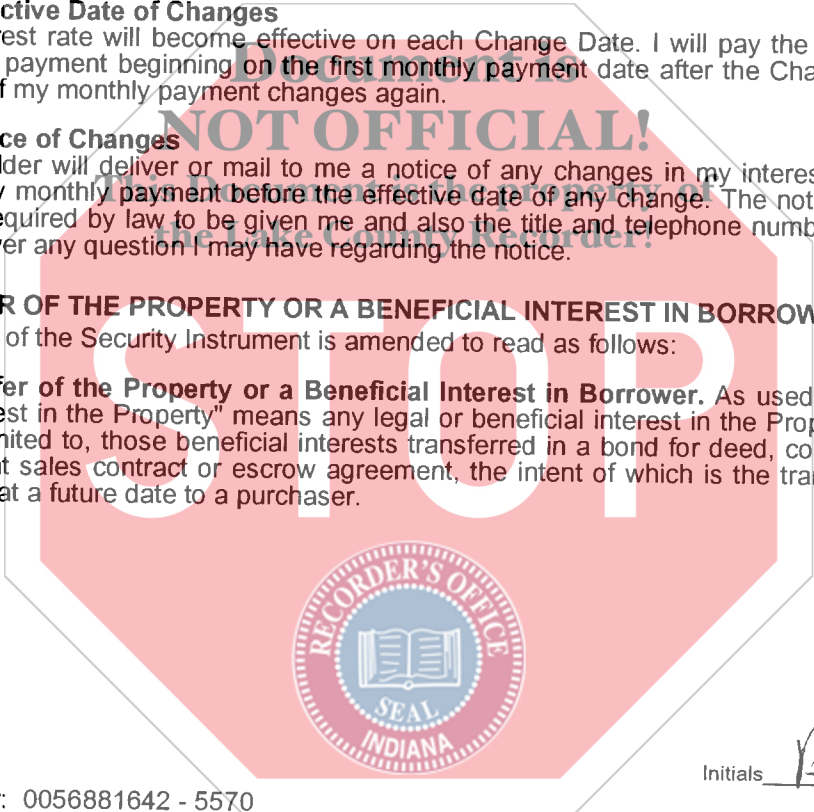 ctive Date of Changes
est rate will become effective on each Change Date. I will pay the
payment beginning on the first monthly payment date after the Cha
f my monthly payment changes again.
ce of Changes
lder will deliver or mail to me a notice of any changes in my interes
y monthly payment before the effective date of any change. The not
equired by law to be given me and also the title and telephone numb
er any question I may have regarding the notice.
R OF THE PROPERTY OR A BENEFICIAL INTEREST IN BORROW
of the Security Instrument is amended to read as follows:
fer of the Property or a Beneficial Interest in Borrower. As used
est in the Property" means any legal or beneficial interest in the Prop
nited to, those beneficial interests transferred in a bond for deed, co
t sales contract or escrow agreement, the intent of which is the tra
at a future date to a purchaser.
Document is
NOT OFFICIAL!
This Document is the property of
the Lake County Recorder!
STOP
RECORDER'S OFFICE
SEAL
INDIANA
Initials
: 0056881642 - 5570